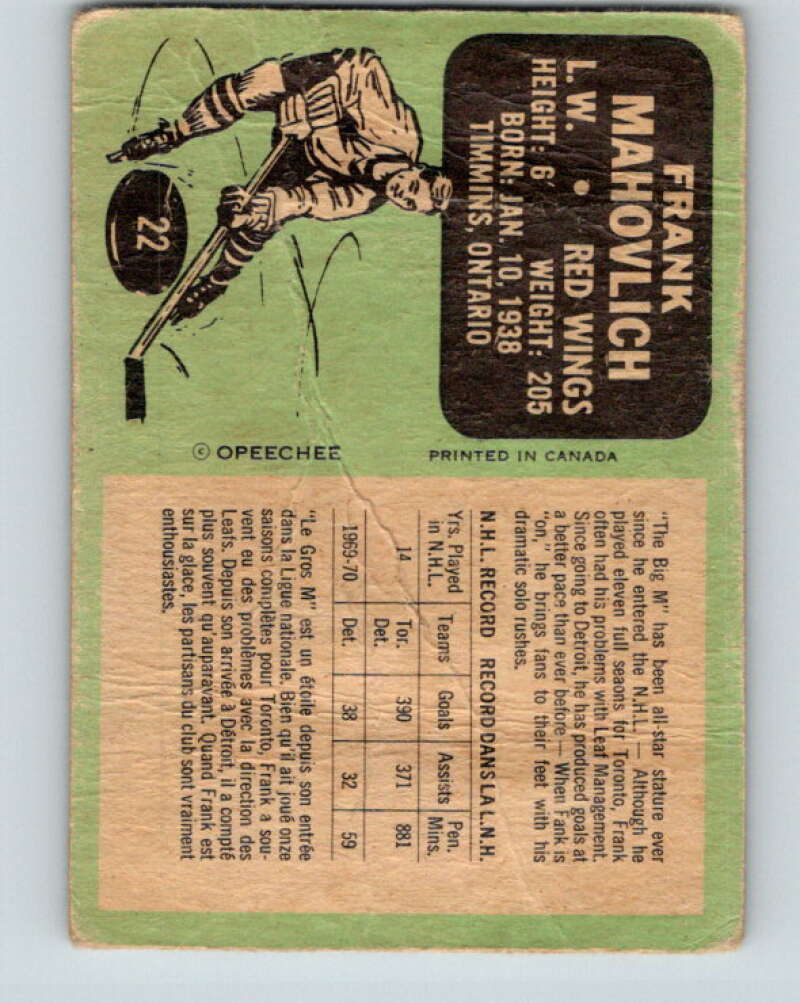 FRANK
MAHOVLICH
L. W. • RED WINGS
HEIGHT: 6' WEIGHT: 205
BORN: JAN. 10, 1938
TIMMINS, ONTARIO
22
© OPEECHEE
PRINTED IN CANADA
"The Big M" has been all-star stature ever
since he entered the N.H.L. — Although he
played eleven full seaons for Toronto, Frank
often had his problems with Leaf Management.
Since going to Detroit, he has produced goals at
a better pace than ever before — When Fank is
"on," he brings fans to their feet with his
dramatic solo rushes.
N.H.L. RECORD RECORD DANS LA L.N.H.
Yrs. Played in N.H.L. Teams Goals Assists Pen. Mins.
14 Tor. Det. 390 371 881
1969-70 Det. 38 32 59
"Le Gros M" est un étoile depuis son entrée
dans la Ligue nationale. Bien qu'il ait joué onze
saisons complètes pour Toronto, Frank a sou-
vent eu des problèmes avec la direction des
Leafs. Depuis son arrivée à Détroit, il a compté
plus souvent qu'auparavant. Quand Frank est
sur la glace, les partisans du club sont vraiment
enthousiastes.